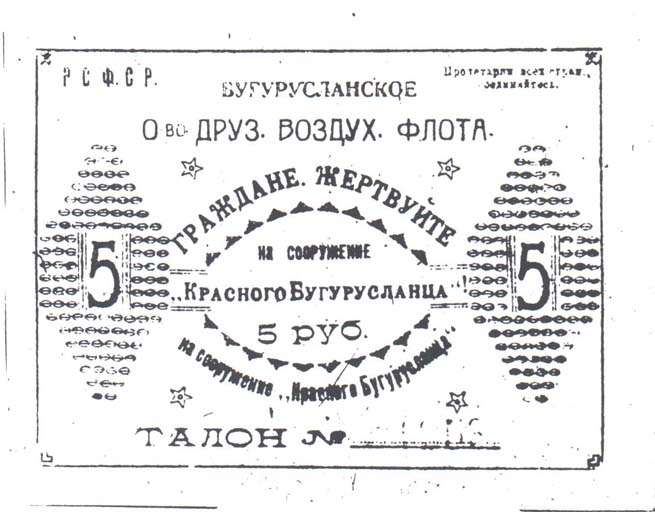 Р С Ф. С Р.
Пролетарии всех стран,
соединяйтесь.
БУГУРУСЛАНСКОЕ
О-во ДРУЗ. ВОЗДУХ. ФЛОТА.
ГРАЖДАНЕ. ЖЕРТВУЙТЕ
на сооружение
5
„КРАСНОГО БУГУРУСЛАНЦА"!
5
5 руб.
на сооружение „Красного Бугурусланца"
ТАЛОН №